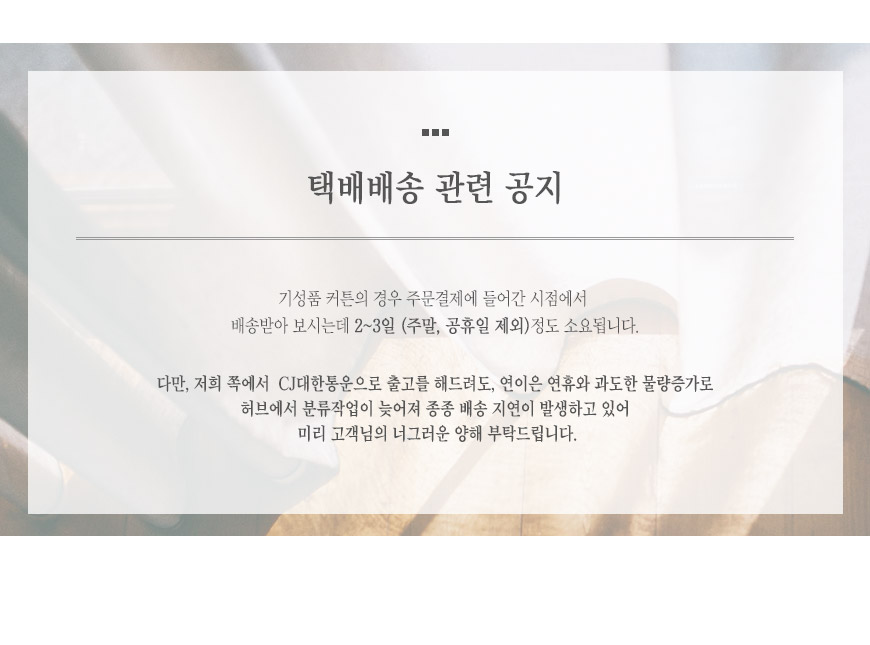 택배배송 관련 공지
기성품 커튼의 경우 주문결제에 들어간 시점에서
배송받아 보시는데 2~3일 (주말, 공휴일 제외)정도 소요됩니다.
다만, 저희 쪽에서 CJ대한통운으로 출고를 해드려도, 연이은 연휴와 과도한 물량증가로
허브에서 분류작업이 늦어져 종종 배송 지연이 발생하고 있어
미리 고객님의 너그러운 양해 부탁드립니다.